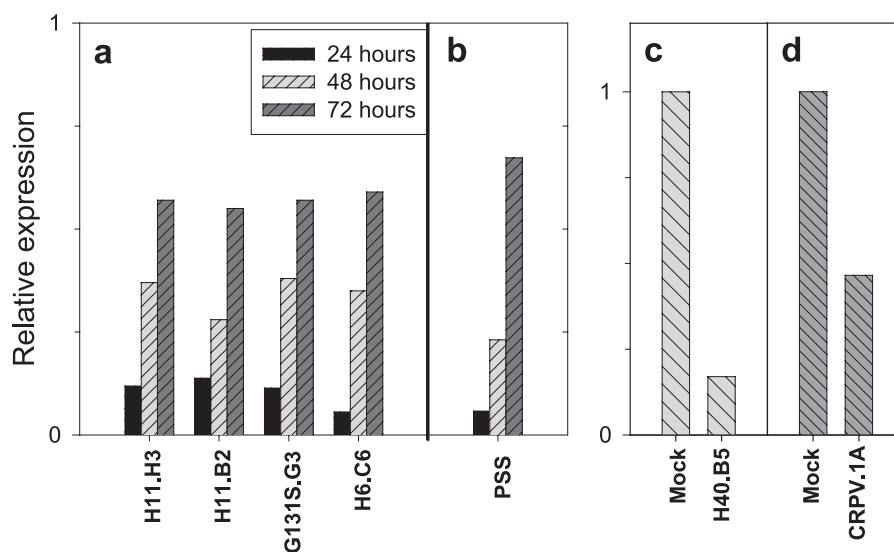 1
a
24 hours
48 hours
72 hours
b
c
d
1
Relative expression
0
0
H11.H3
H11.B2
G131S.G3
H6.C6
PSS
Mock
H40.B5
Mock
CRPV.1A